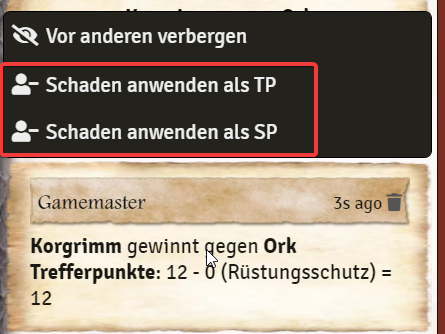 Vor anderen verbergen
Schaden anwenden als TP
Schaden anwenden als SP
Gamemaster
3s ago
Korgrimm gewinnt gegen Ork
Trefferpunkte: 12 - 0 (Rüstungsschutz) =
12